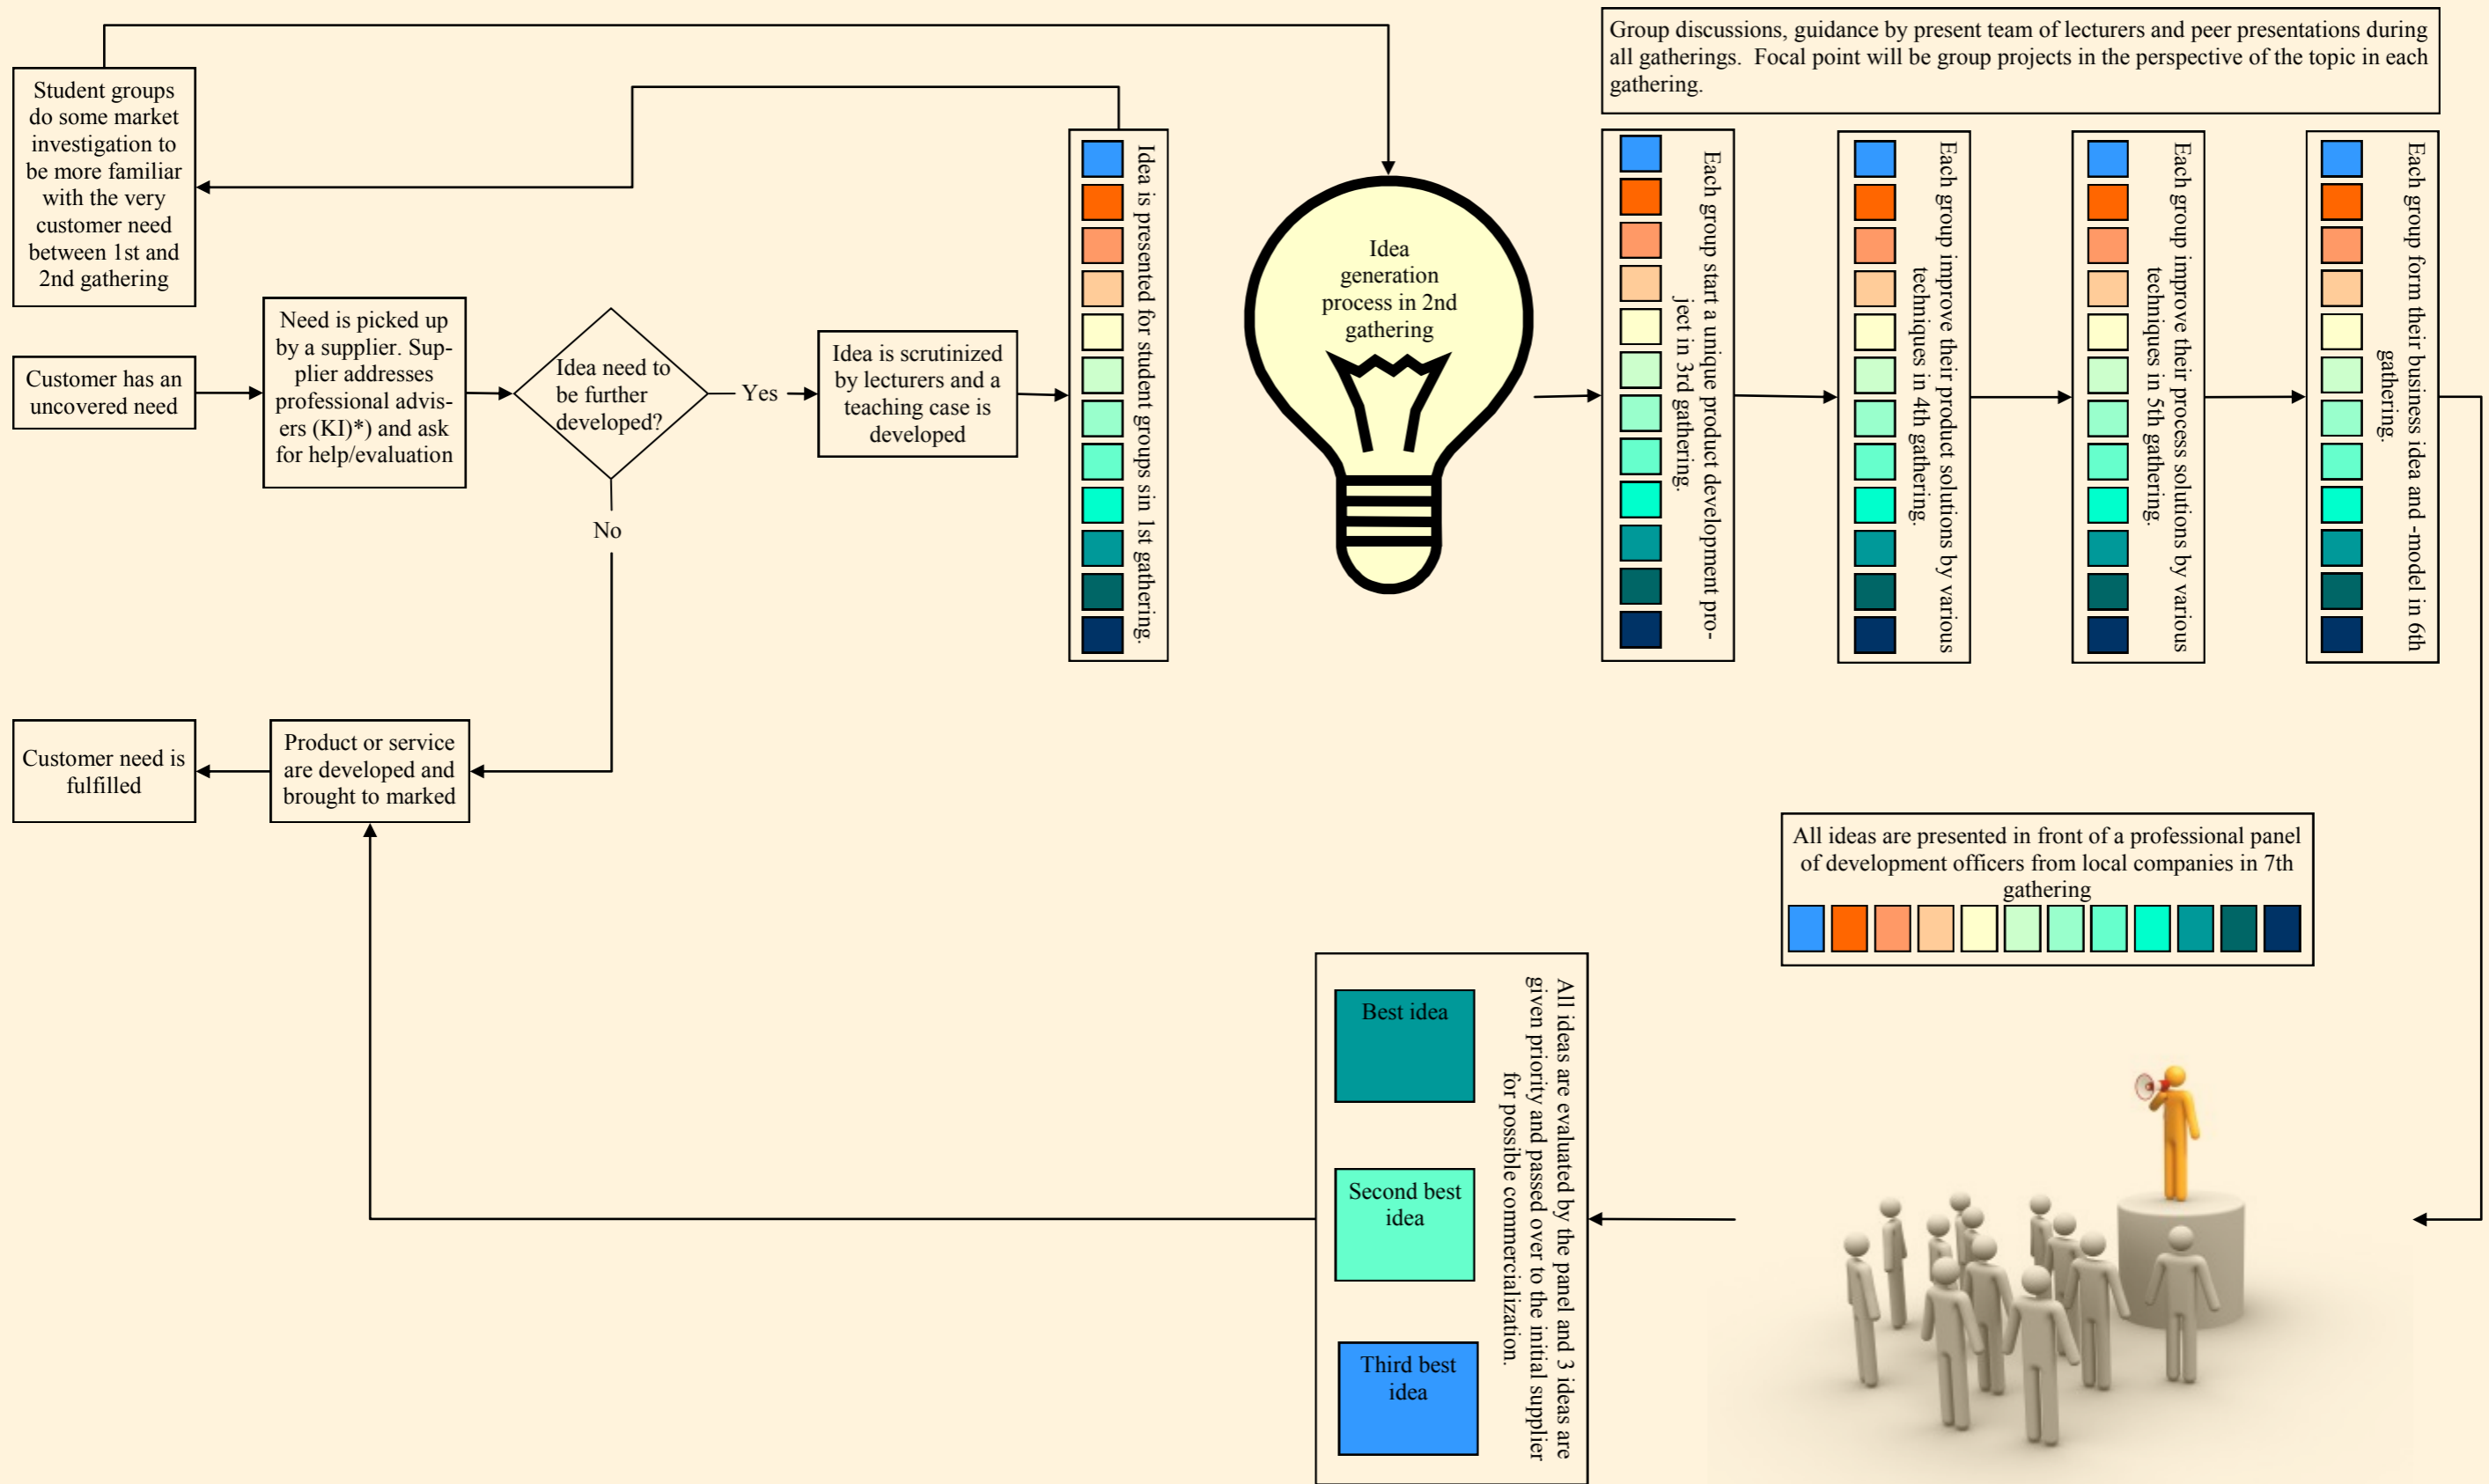 Group discussions, guidance by present team of lecturers and peer presentations during
all gatherings.  Focal point will be group projects in the perspective of the topic in each
gathering.
Student groups
do some market
investigation to
be more familiar
with the very
customer need
between 1st and
2nd gathering
Customer has an
uncovered need
Need is picked up
by a supplier. Sup-
plier addresses
professional advis-
ers (KI)*) and ask
for help/evaluation
Idea need to
be further
developed?
Yes
No
Idea is scrutinized
by lecturers and a
teaching case is
developed
Idea is presented for student groups sin 1st gathering.
Idea
generation
process in 2nd
gathering
Each group start a unique product development pro-
ject in 3rd gathering.
Each group improve their product solutions by various
techniques in 4th gathering.
Each group improve their process solutions by various
techniques in 5th gathering.
Each group form their business idea and -model in 6th
gathering.
Customer need is
fulfilled
Product or service
are developed and
brought to marked
All ideas are presented in front of a professional panel
of development officers from local companies in 7th
gathering
Best idea
Second best
idea
Third best
idea
All ideas are evaluated by the panel and 3 ideas are
given priority and passed over to the initial supplier
for possible commercialization.